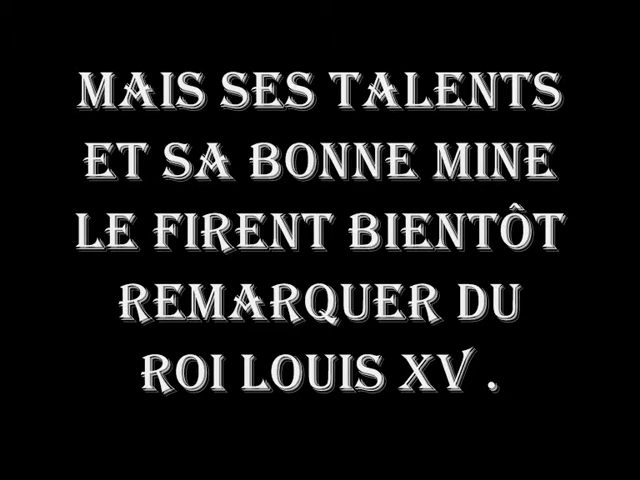 MAIS SES TALENTS
ET SA BONNE MINE
LE FIRENT BIENTÔT
REMARQUER DU
ROI LOUIS XV .